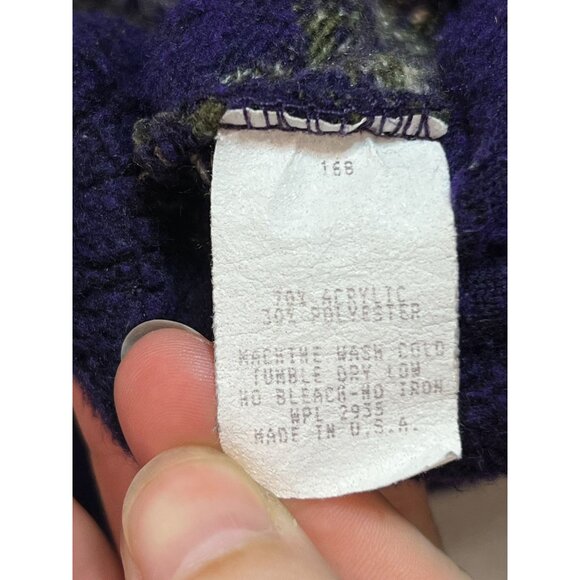 168
70% ACRYLIC
30% POLYESTER
MACHINE WASH COLD
TUMBLE DRY LOW
NO BLEACH-NO IRON
WPL 2935
MADE IN U.S.A.